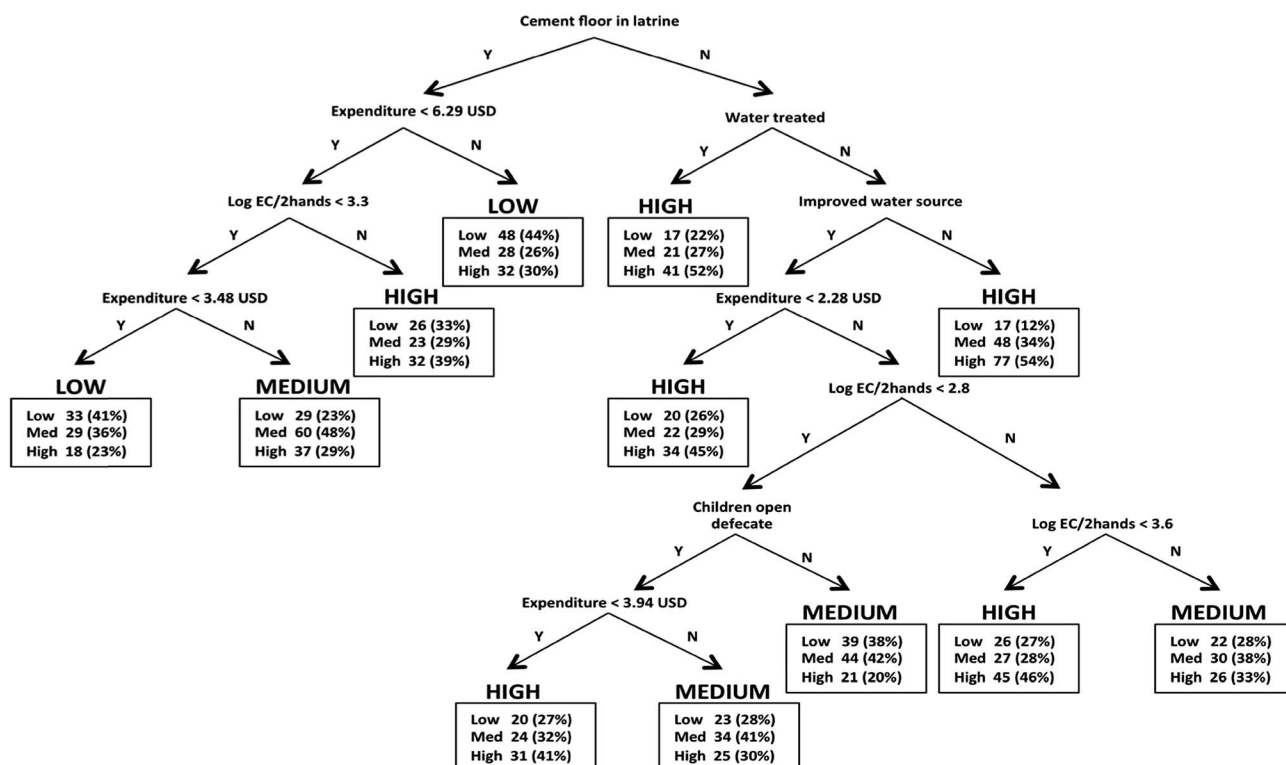 Cement floor in latrine
Y
N
Expenditure < 6.29 USD
Water treated
Y
N
Y
N
Log EC/2hands < 3.3
LOW
Low 48 (44%)
Med 28 (26%)
High 32 (30%)
HIGH
Low 17 (22%)
Med 21 (27%)
High 41 (52%)
Improved water source
Y
N
Y
N
Expenditure < 3.48 USD
HIGH
Low 26 (33%)
Med 23 (29%)
High 32 (39%)
Expenditure < 2.28 USD
HIGH
Low 17 (12%)
Med 48 (34%)
High 77 (54%)
Y
N
Y
N
LOW
Low 33 (41%)
Med 29 (36%)
High 18 (23%)
MEDIUM
Low 29 (23%)
Med 60 (48%)
High 37 (29%)
HIGH
Low 20 (26%)
Med 22 (29%)
High 34 (45%)
Log EC/2hands < 2.8
Y
N
Children open
defecate
Log EC/2hands < 3.6
Y
N
Y
N
Expenditure < 3.94 USD
MEDIUM
Low 39 (38%)
Med 44 (42%)
High 21 (20%)
HIGH
Low 26 (27%)
Med 27 (28%)
High 45 (46%)
MEDIUM
Low 22 (28%)
Med 30 (38%)
High 26 (33%)
Y
N
HIGH
Low 20 (27%)
Med 24 (32%)
High 31 (41%)
MEDIUM
Low 23 (28%)
Med 34 (41%)
High 25 (30%)